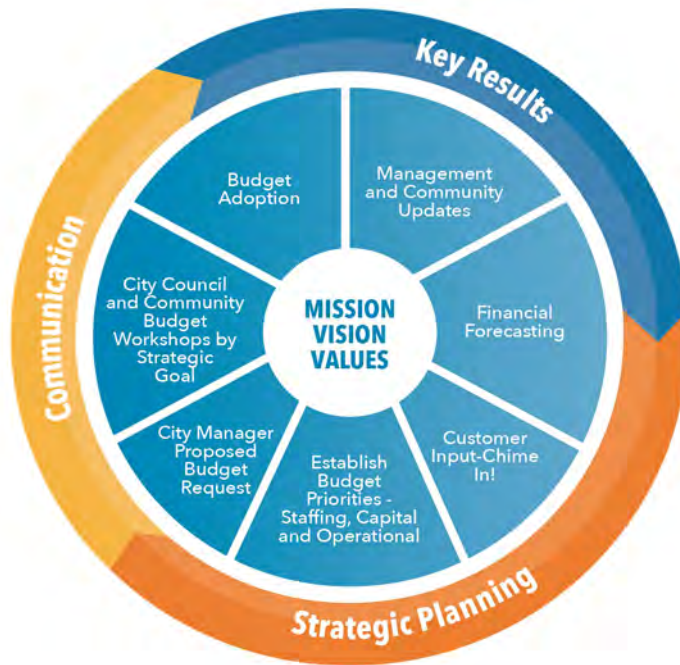 Key Results
Management
and Community
Updates
Financial
Forecasting
Customer
Input-Chime
In!
Establish
Budget
Priorities -
Staffing, Capital
and Operational
City Manager
Proposed
Budget
Request
City Council
and Community
Budget
Workshops by
Strategic
Goal
Budget
Adoption
MISSION
VISION
VALUES
Strategic Planning
Communication